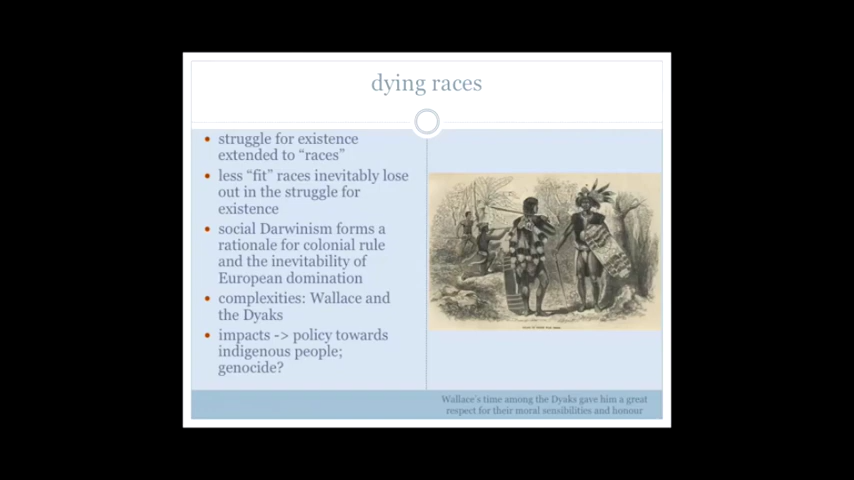 dying races
struggle for existence
extended to “races”
less “fit” races inevitably lose
out in the struggle for
existence
social Darwinism forms a
rationale for colonial rule
and the inevitability of
European domination
complexities: Wallace and
the Dyaks
impacts -> policy towards
indigenous people;
genocide?
Wallace's time among the Dyaks gave him a great
respect for their moral sensibilities and honour